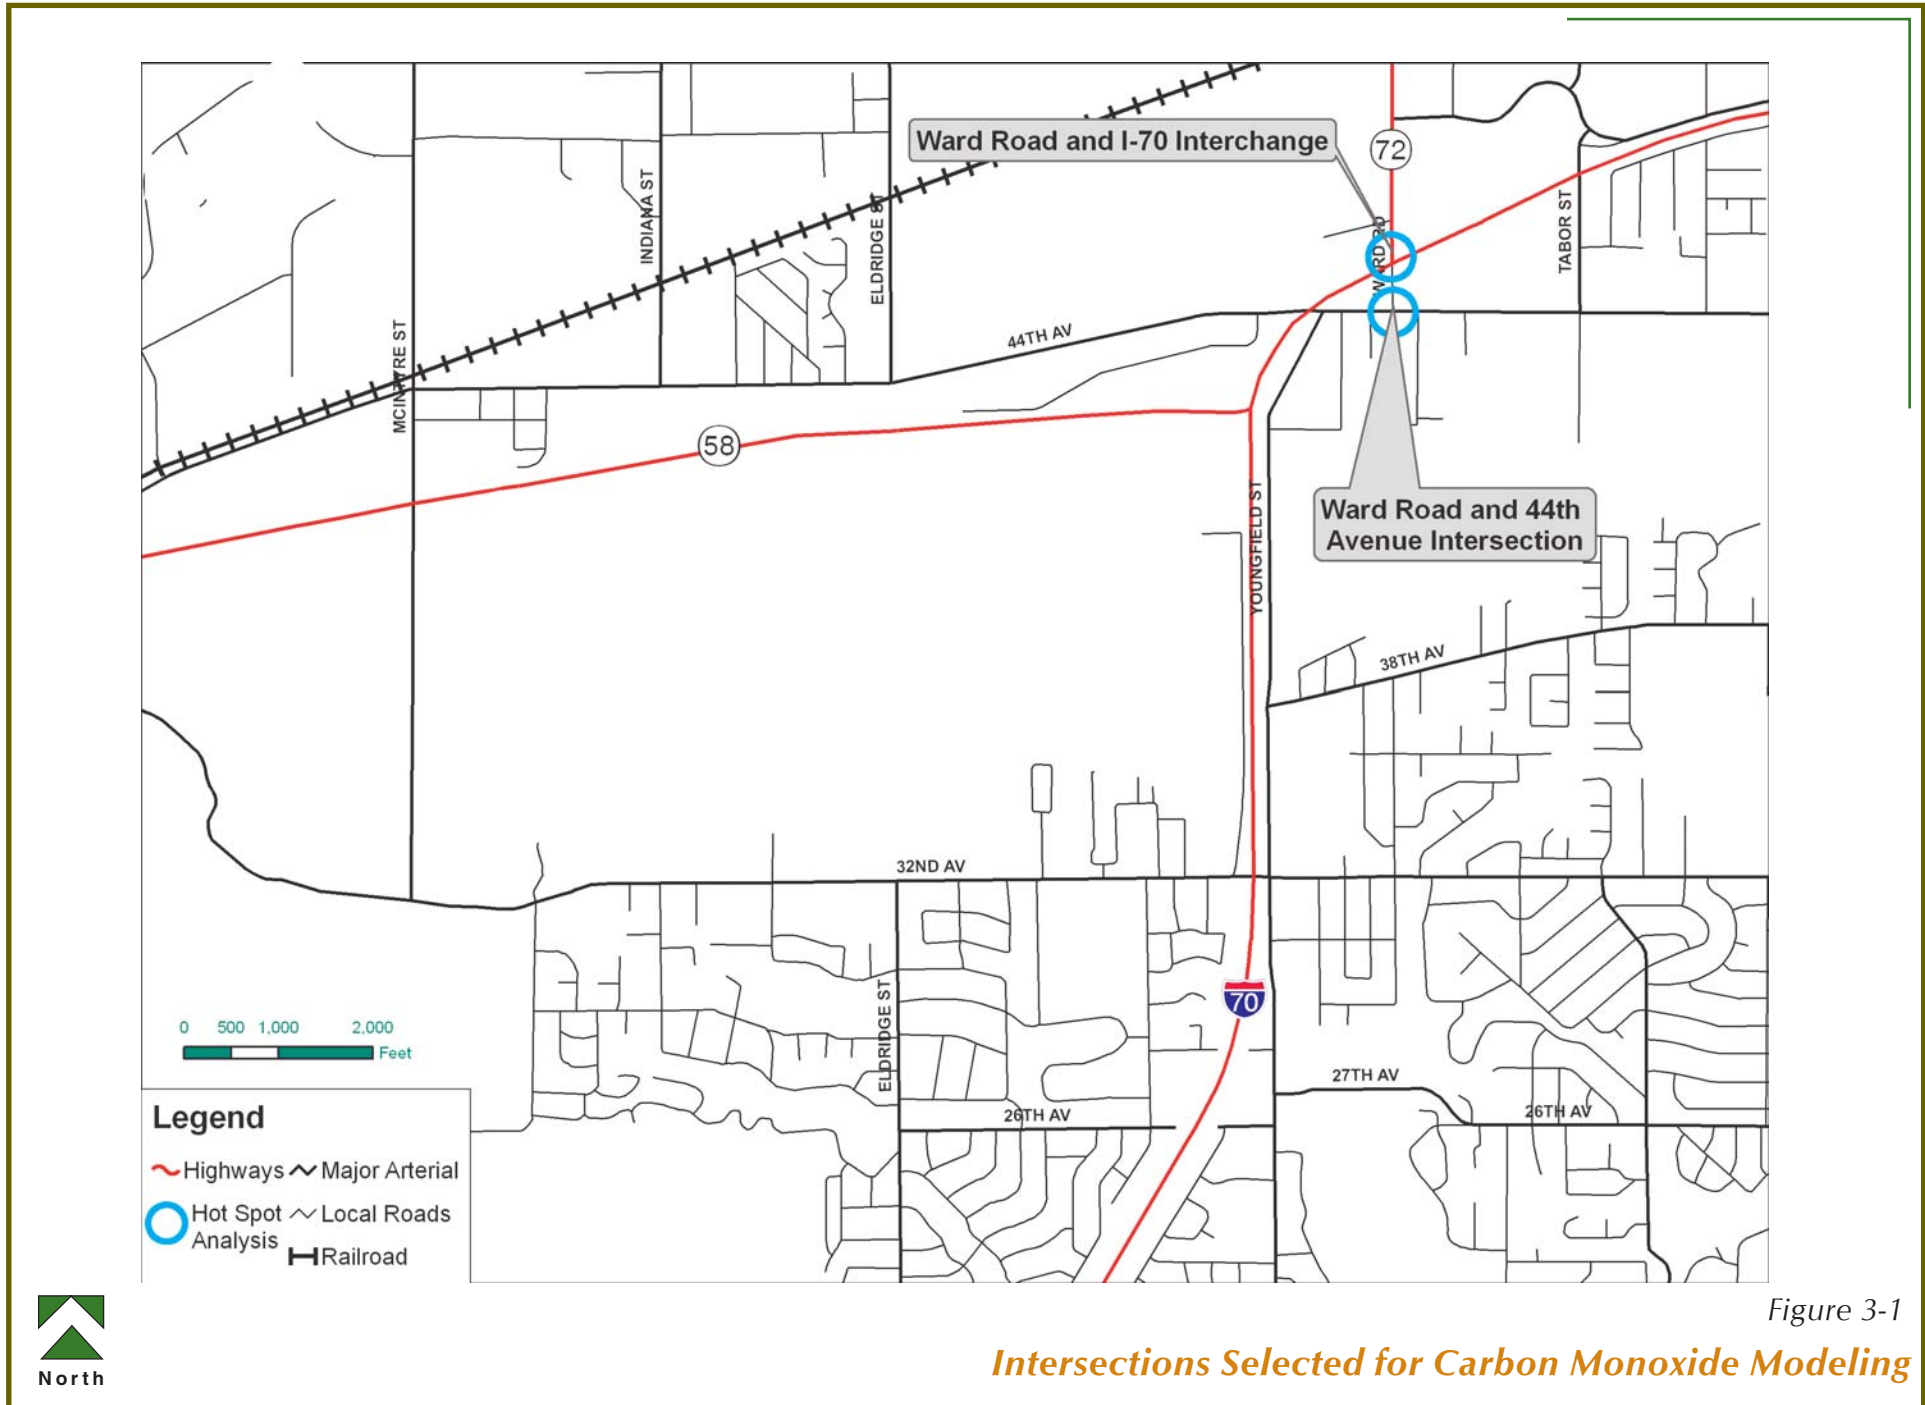 Ward Road and I-70 Interchange
72
INDIANA ST
ELDRIDGE ST
WARD RD
TABOR ST
MCINTYRE ST
44TH AV
58
YOUNGFIELD ST
Ward Road and 44th
Avenue Intersection
38TH AV
32ND AV
ELDRIDGE ST
70
27TH AV
26TH AV
26TH AV
0 500 1,000 2,000
Feet
Legend
Highways
Major Arterial
Hot Spot
Analysis
Local Roads
Railroad
North
Figure 3-1
Intersections Selected for Carbon Monoxide Modeling